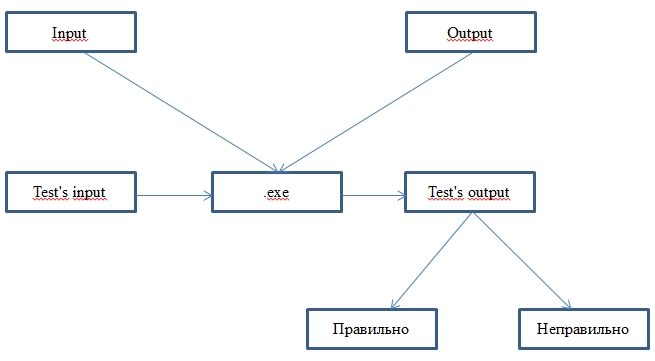 Input
Output
Test's input
.exe
Test's output
Правильно
Неправильно